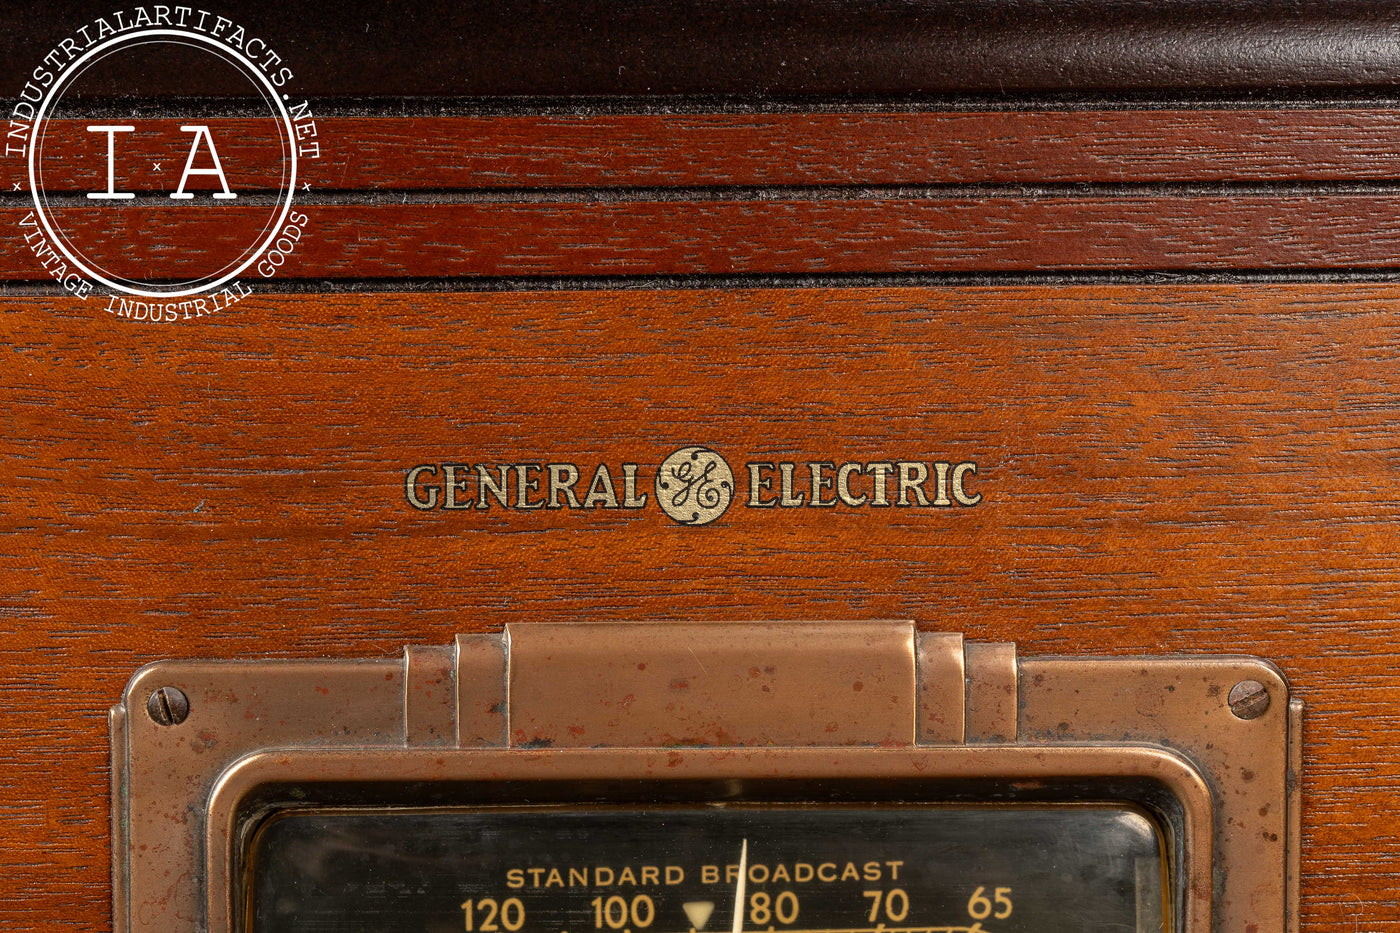 INDUSTRIALARTIFACTS.NET
I·A
VINTAGE INDUSTRIAL GOODS
GENERAL GE ELECTRIC
STANDARD BROADCAST
120 100 80 70 65